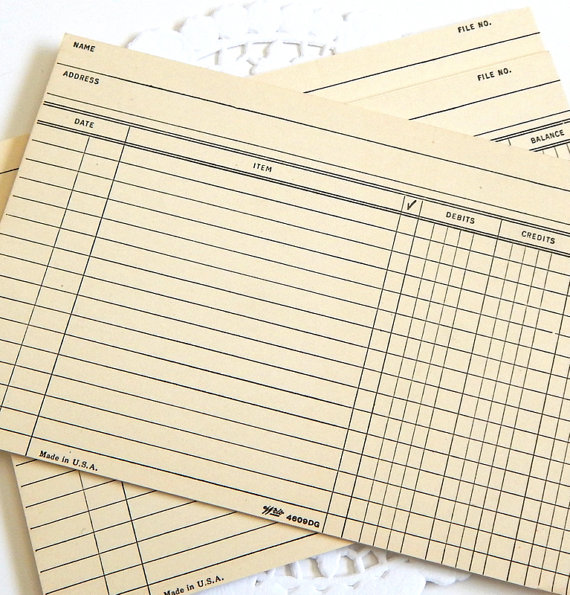 NAME
ADDRESS
DATE
ITEM
✓
DEBITS
CREDITS
Made in U.S.A.
4609DG
FILE NO.
FILE NO.
BALANCE
Made in U.S.A.